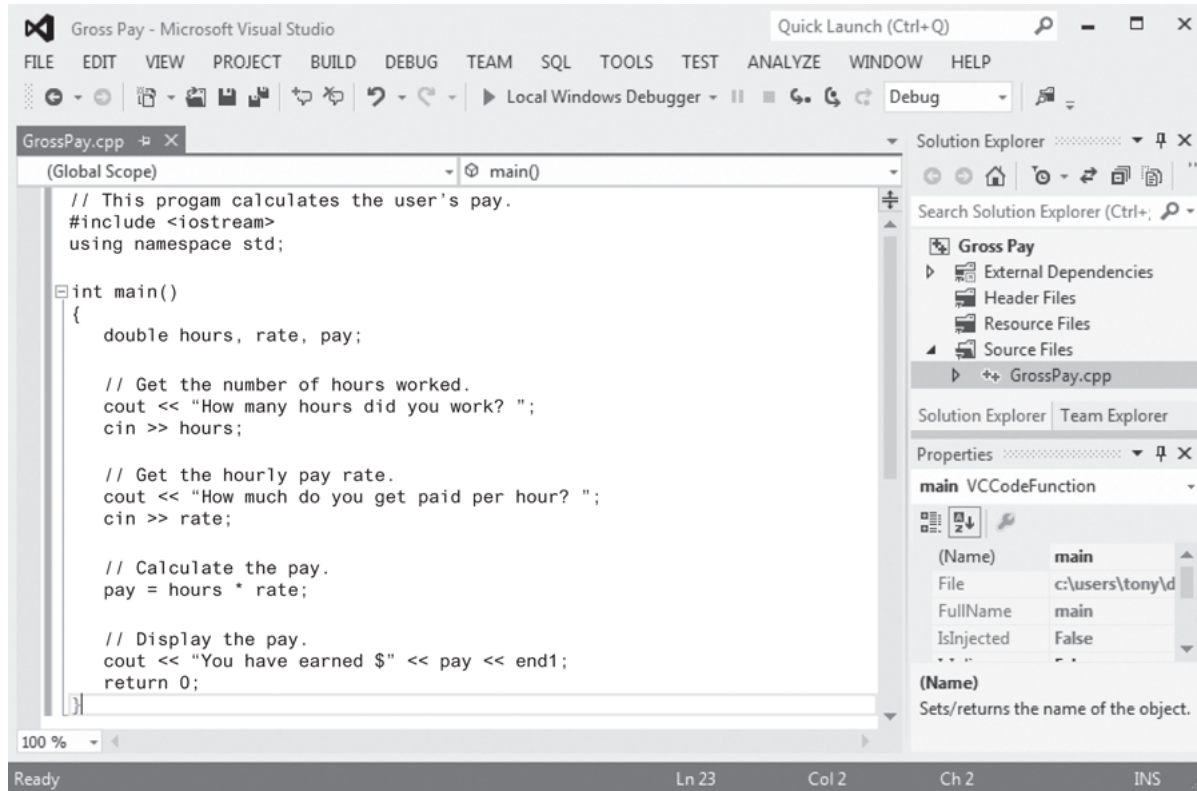 Gross Pay - Microsoft Visual Studio
Quick Launch (Ctrl+Q)
FILE EDIT VIEW PROJECT BUILD DEBUG TEAM SQL TOOLS TEST ANALYZE WINDOW HELP
Local Windows Debugger
Debug
GrossPay.cpp
(Global Scope)
main()
// This progam calculates the user's pay.
#include <iostream>
using namespace std;
int main()
{
double hours, rate, pay;
// Get the number of hours worked.
cout << "How many hours did you work? ";
cin >> hours;
// Get the hourly pay rate.
cout << "How much do you get paid per hour? ";
cin >> rate;
// Calculate the pay.
pay = hours * rate;
// Display the pay.
cout << "You have earned $" << pay << end1;
return 0;
}
100 %
Solution Explorer
Search Solution Explorer (Ctrl+;
Gross Pay
External Dependencies
Header Files
Resource Files
Source Files
GrossPay.cpp
Solution Explorer Team Explorer
Properties
main VCCodeFunction
(Name) main
File c:\users\tony\d
FullName main
IsInjected False
(Name)
Sets/returns the name of the object.
Ready Ln 23 Col 2 Ch 2 INS